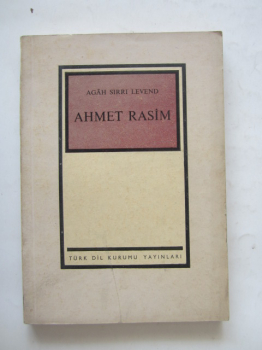 AGÂH SIRRI LEVEND
AHMET RASİM
TÜRK DİL KURUMU YAYINLARI